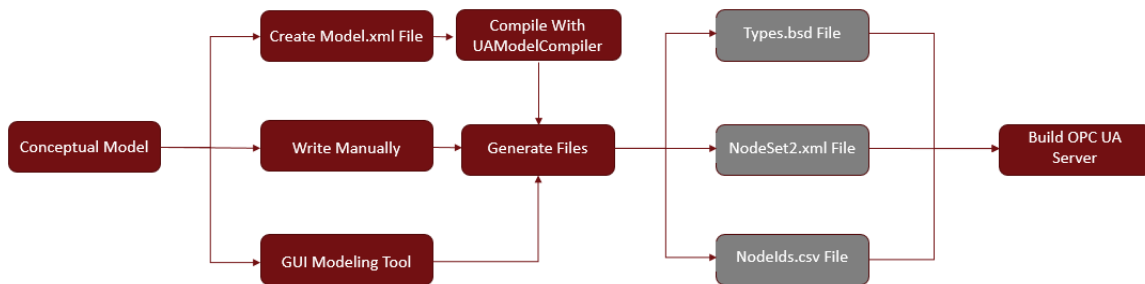 Create Model.xml File
Compile With
UAModelCompiler
Types.bsd File
Conceptual Model
Write Manually
Generate Files
NodeSet2.xml File
Build OPC UA
Server
GUI Modeling Tool
NodeIds.csv File